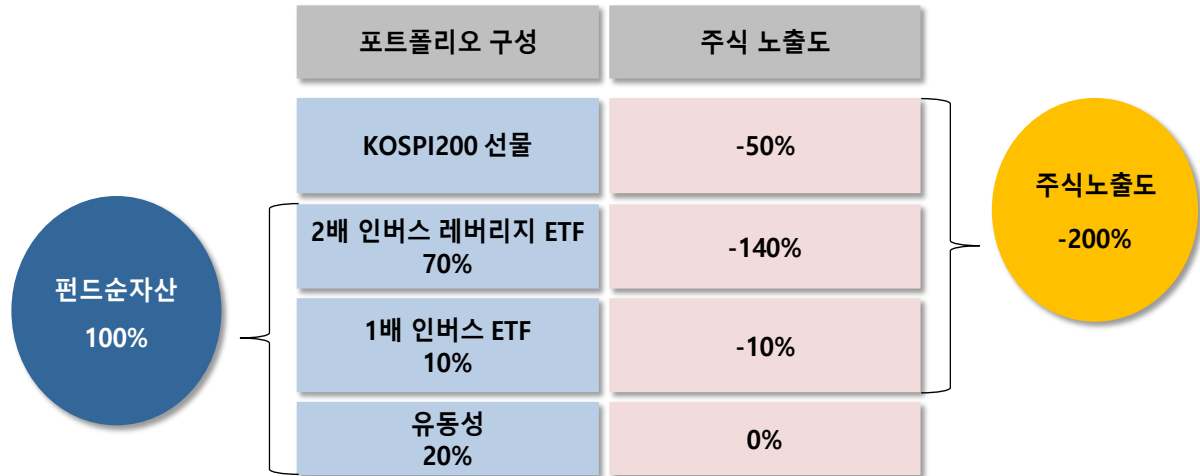 포트폴리오 구성
주식 노출도
KOSPI200 선물
-50%
2배 인버스 레버리지 ETF
70%
-140%
1배 인버스 ETF
10%
-10%
유동성
20%
0%
펀드순자산
100%
주식노출도
-200%